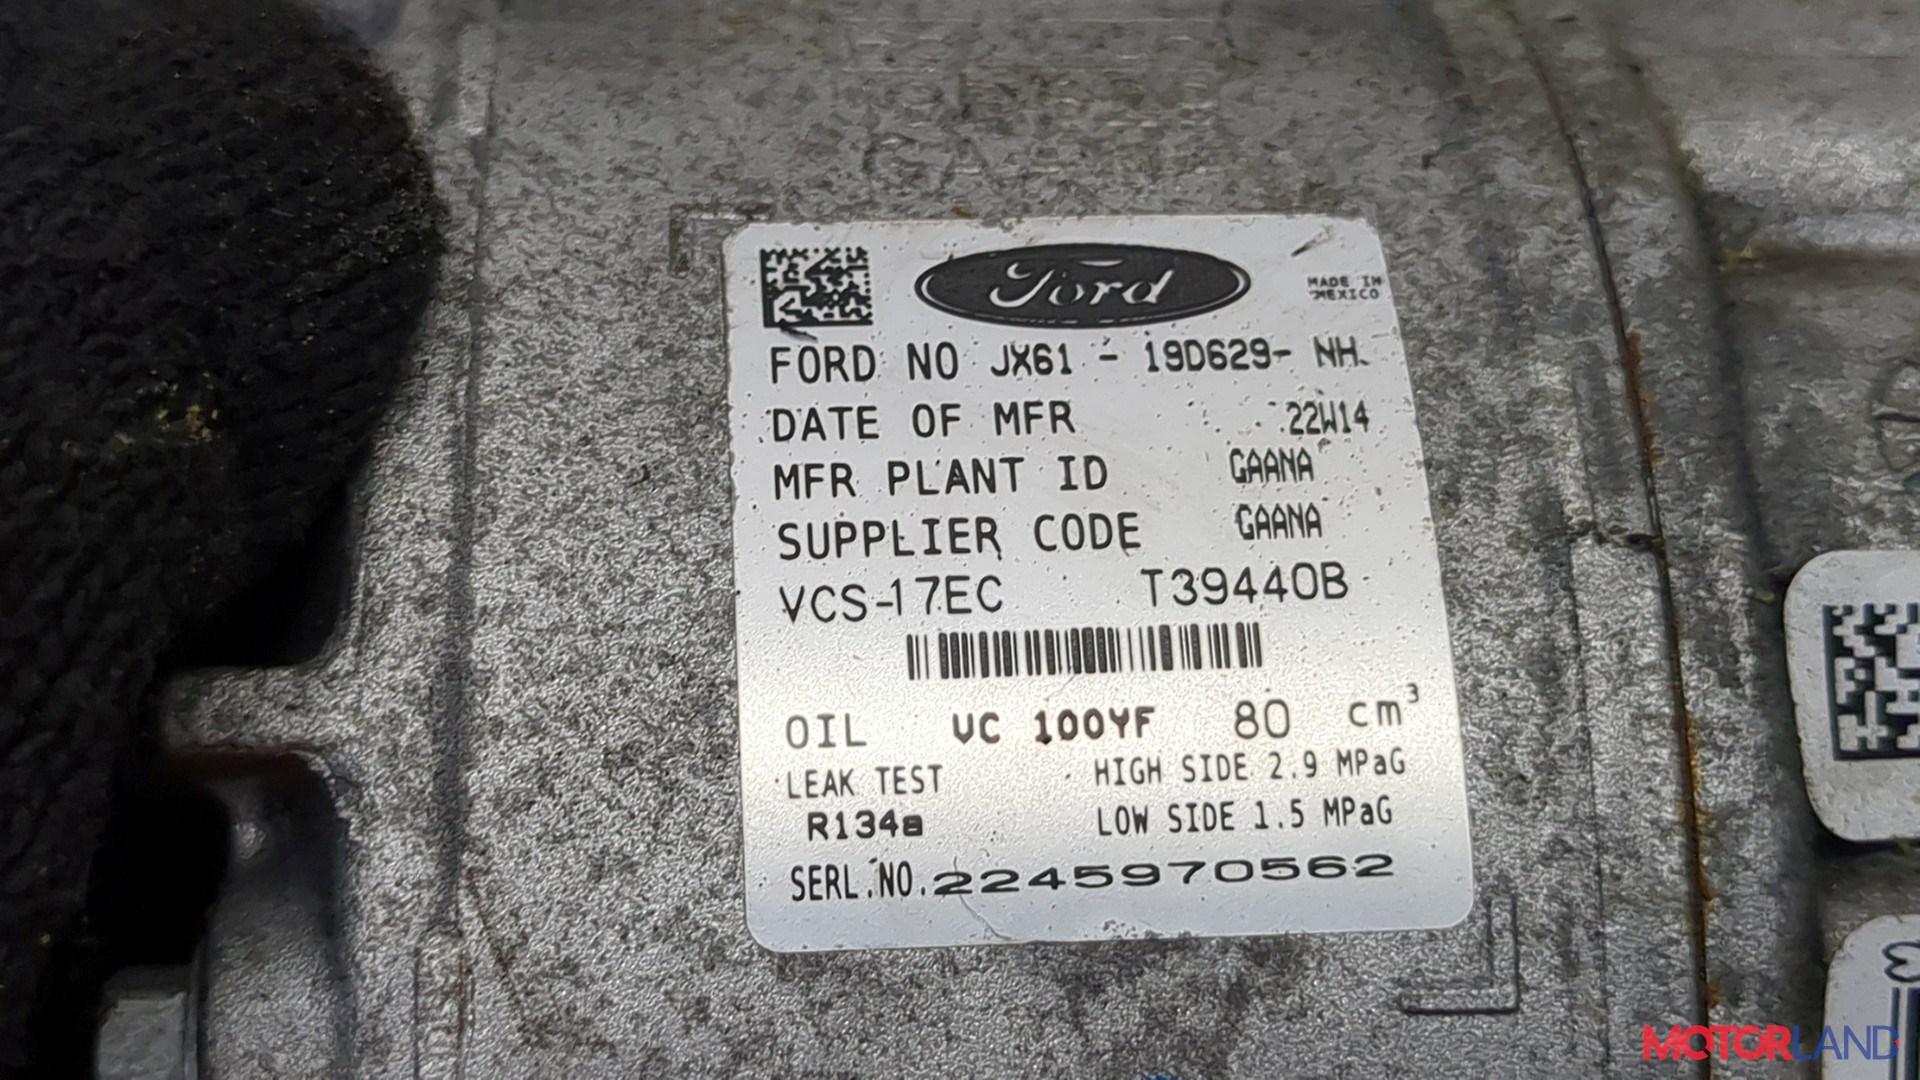 Ford
MADE IN
MEXICO
FORD NO JX61 - 19D629- NH
DATE OF MFR 22W14
MFR PLANT ID GAANA
SUPPLIER CODE GAANA
VCS-17EC T39440B
OIL VC 100YF 80 cm³
LEAK TEST HIGH SIDE 2.9 MPaG
R134a LOW SIDE 1.5 MPaG
SERL.NO.2245970562
MOTORLAND